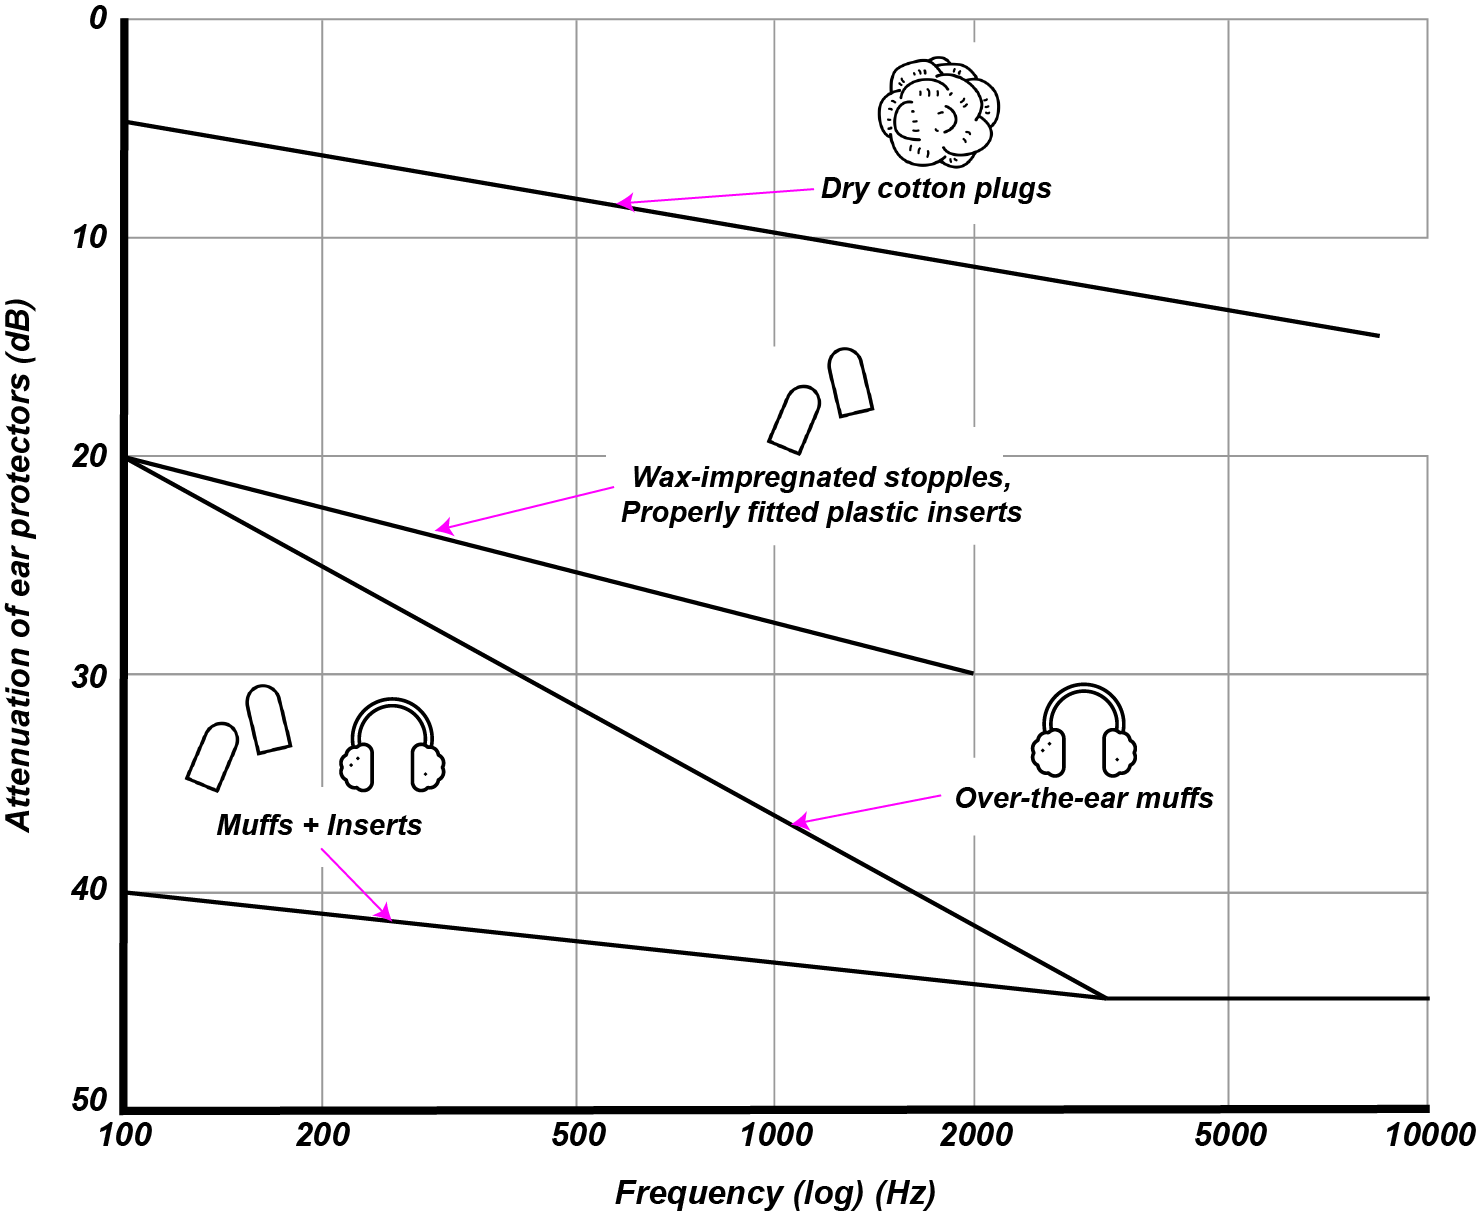 0
Dry cotton plugs
10
20
Wax-impregnated stopples,
Properly fitted plastic inserts
30
Over-the-ear muffs
Muffs + Inserts
40
50
100 200 500 1000 2000 5000 10000
Frequency (log) (Hz)
Attenuation of ear protectors (dB)